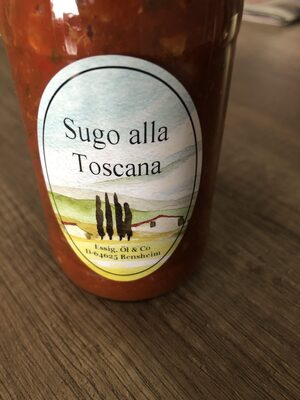 Sugo alla
Toscana
Essig, Öl & Co
D-64625 Bensheim